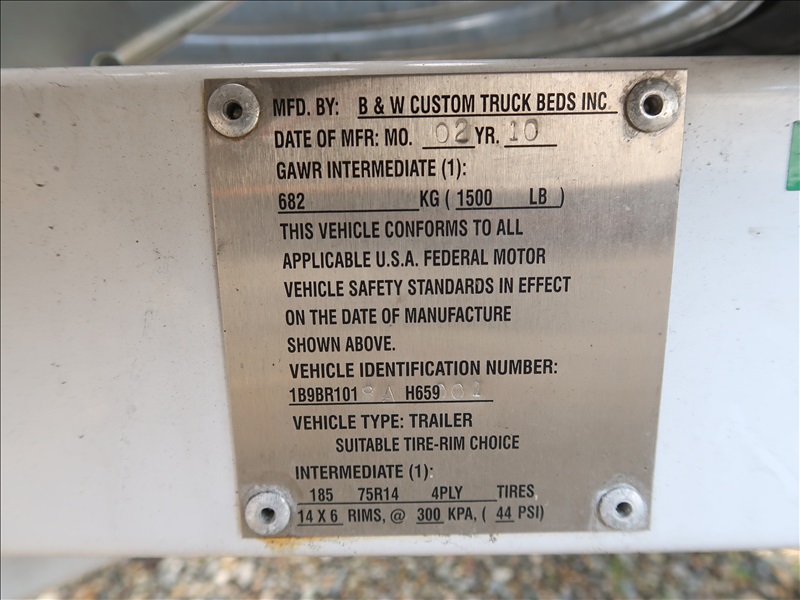 MFD. BY: B & W CUSTOM TRUCK BEDS INC
DATE OF MFR: MO. 02 YR. 10
GAWR INTERMEDIATE (1):
682 KG ( 1500 LB )
THIS VEHICLE CONFORMS TO ALL
APPLICABLE U.S.A. FEDERAL MOTOR
VEHICLE SAFETY STANDARDS IN EFFECT
ON THE DATE OF MANUFACTURE
SHOWN ABOVE.
VEHICLE IDENTIFICATION NUMBER:
1B9BR101 H659
VEHICLE TYPE: TRAILER
SUITABLE TIRE-RIM CHOICE
INTERMEDIATE (1):
185 75R14 4PLY TIRES,
14 X 6 RIMS, @ 300 KPA, ( 44 PSI)